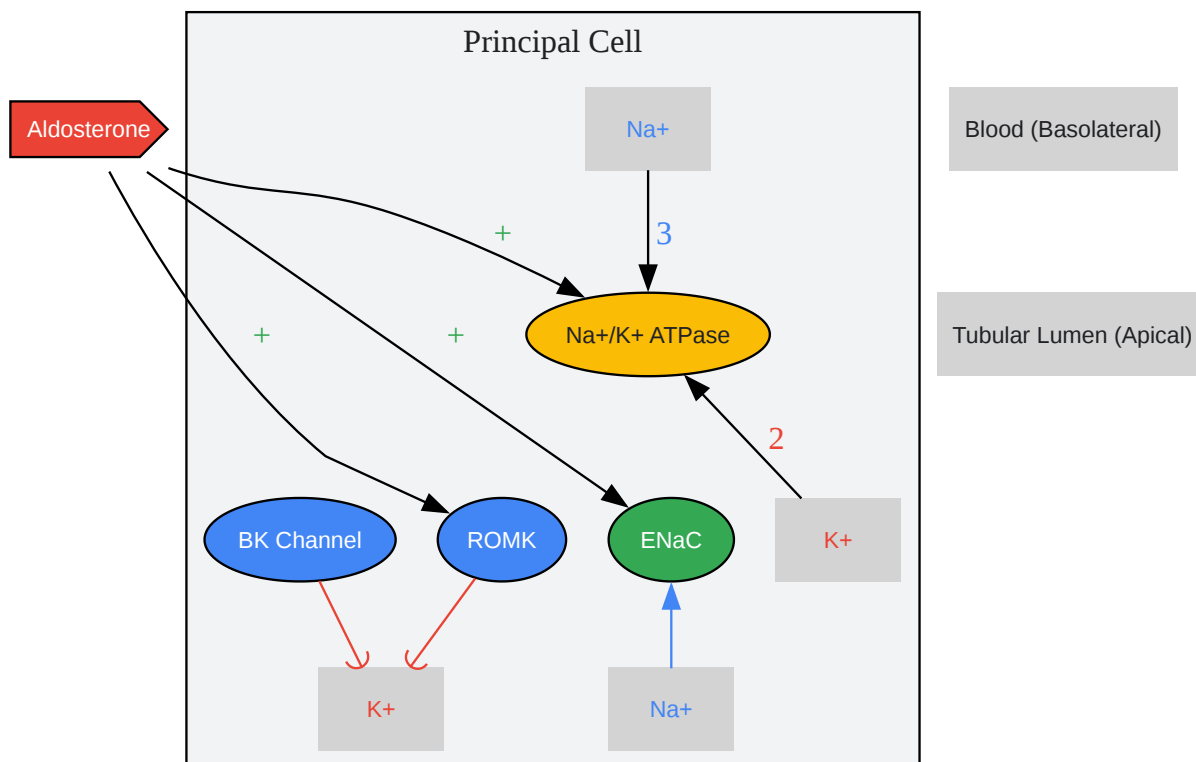 Principal Cell
Aldosterone
Na+
Blood (Basolateral)
+
3
+
+
Na+/K+ ATPase
Tubular Lumen (Apical)
2
BK Channel
ROMK
ENaC
K+
K+
Na+